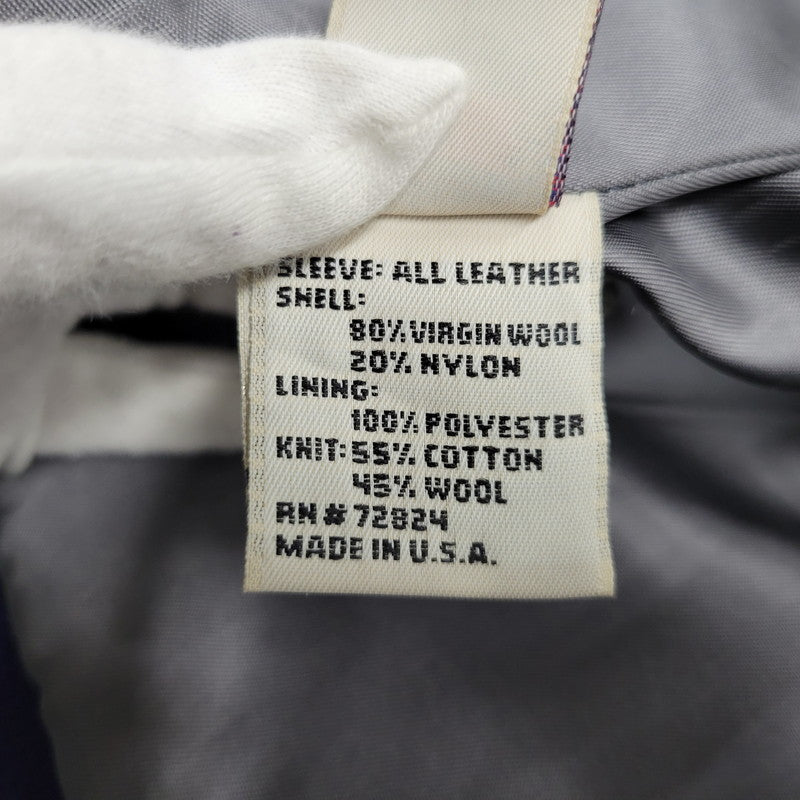 SLEEVE: ALL LEATHER
SHELL:
80% VIRGIN WOOL
20% NYLON
LINING:
100% POLYESTER
KNIT: 55% COTTON
45% WOOL
RN # 72824
MADE IN U.S.A.